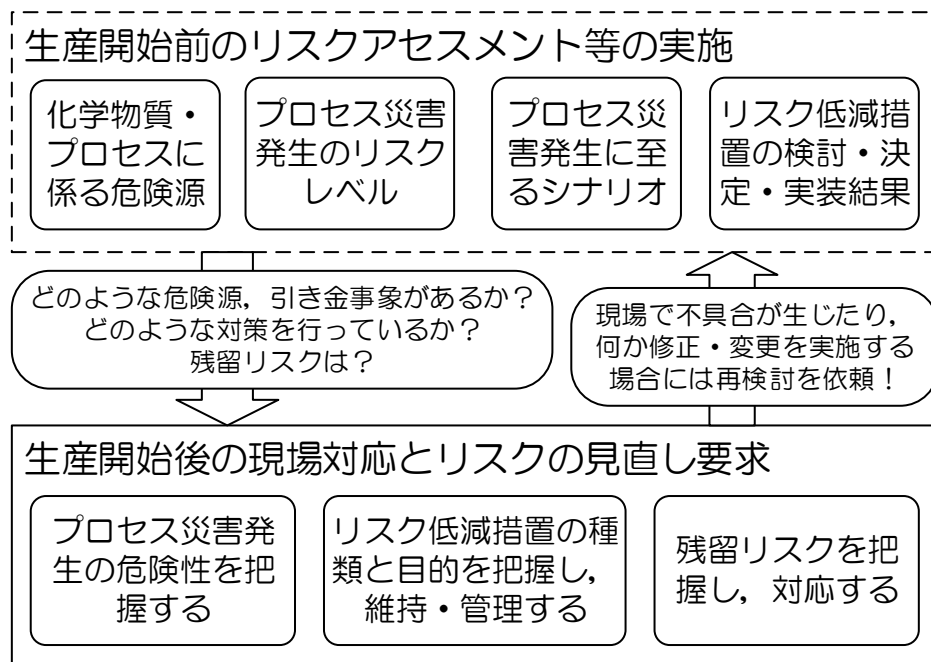 生産開始前のリスクアセスメント等の実施
化学物質・
プロセスに
係る危険源
プロセス災害
発生のリスク
レベル
プロセス災
害発生に至
るシナリオ
リスク低減措
置の検討・決
定・実装結果
どのような危険源，引き金事象があるか？
どのような対策を行っているか？
残留リスクは？
現場で不具合が生じたり，
何か修正・変更を実施する
場合には再検討を依頼！
生産開始後の現場対応とリスクの見直し要求
プロセス災害発
生の危険性を把
握する
リスク低減措置の種
類と目的を把握し，
維持・管理する
残留リスクを把
握し，対応する